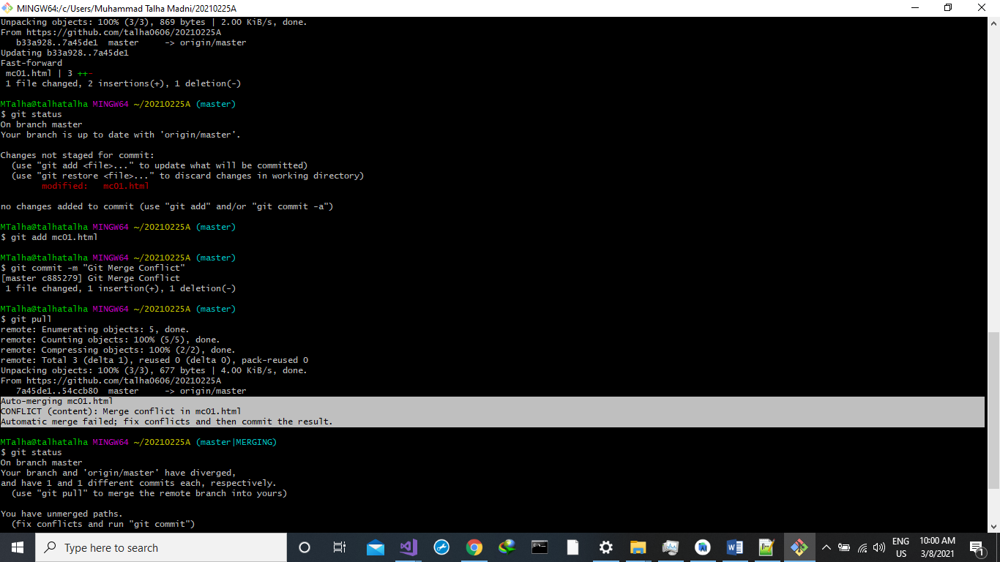 MINGW64:/c/Users/Muhammad Talha Madni/20210225A
Unpacking objects: 100% (3/3), 869 bytes | 2.00 KiB/s, done.
From https://github.com/talha0606/20210225A
   b33a928..7a45de1  master     -> origin/master
Updating b33a928..7a45de1
Fast-forward
 mc01.html | 3 ++-
 1 file changed, 2 insertions(+), 1 deletion(-)

MTalha@talhatalha MINGW64 ~/20210225A (master)
$ git status
On branch master
Your branch is up to date with 'origin/master'.

Changes not staged for commit:
  (use "git add <file>..." to update what will be committed)
  (use "git restore <file>..." to discard changes in working directory)
        modified:   mc01.html

no changes added to commit (use "git add" and/or "git commit -a")

MTalha@talhatalha MINGW64 ~/20210225A (master)
$ git add mc01.html

MTalha@talhatalha MINGW64 ~/20210225A (master)
$ git commit -m "Git Merge Conflict"
[master c885279] Git Merge Conflict
 1 file changed, 1 insertion(+), 1 deletion(-)

MTalha@talhatalha MINGW64 ~/20210225A (master)
$ git pull
remote: Enumerating objects: 5, done.
remote: Counting objects: 100% (5/5), done.
remote: Compressing objects: 100% (2/2), done.
remote: Total 3 (delta 1), reused 0 (delta 0), pack-reused 0
Unpacking objects: 100% (3/3), 677 bytes | 4.00 KiB/s, done.
From https://github.com/talha0606/20210225A
   7a45de1..54ccb80  master     -> origin/master
Auto-merging mc01.html
CONFLICT (content): Merge conflict in mc01.html
Automatic merge failed; fix conflicts and then commit the result.

MTalha@talhatalha MINGW64 ~/20210225A (master|MERGING)
$ git status
On branch master
Your branch and 'origin/master' have diverged,
and have 1 and 1 different commits each, respectively.
  (use "git pull" to merge the remote branch into yours)

You have unmerged paths.
  (fix conflicts and run "git commit")
Type here to search
ENG
US
10:00 AM
3/8/2021
1